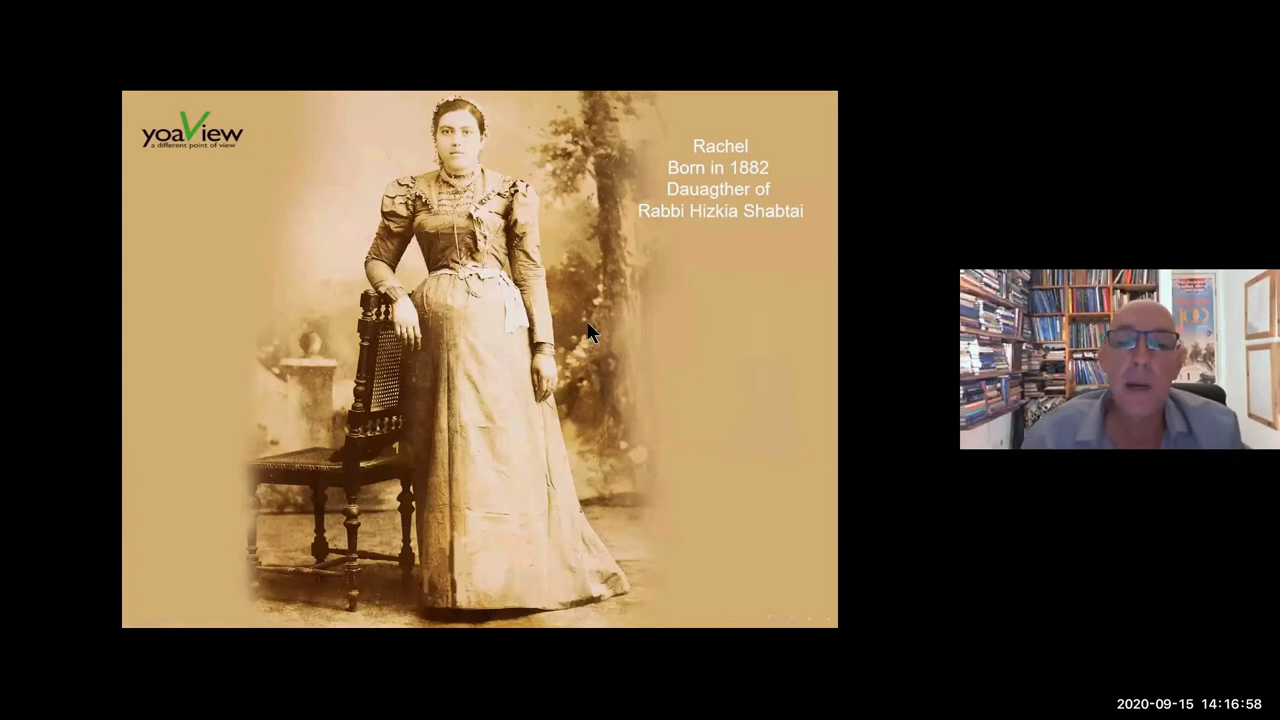 yoaView
a different point of view
Rachel
Born in 1882
Dauagther of
Rabbi Hizkia Shabtai
2020-09-15 14:16:58